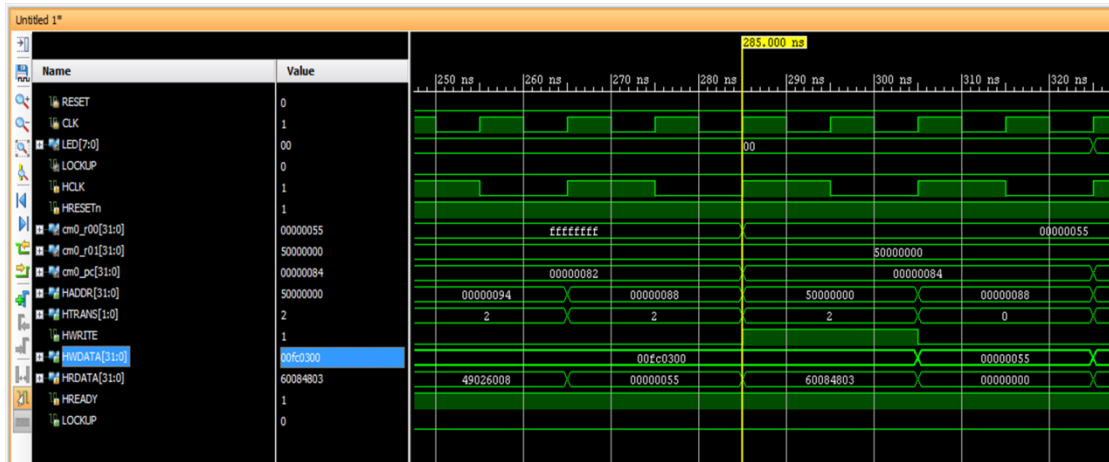 Untitled 1*
285.000 ns
Name Value
250 ns 260 ns 270 ns 280 ns 290 ns 300 ns 310 ns 320 ns
RESET 0
CLK 1
LED[7:0] 00 00
LOCKUP 0
HCLK 1
HRESETn 1
cm0_r00[31:0] 00000055 ffffffff 00000055
cm0_r01[31:0] 50000000 50000000
cm0_pc[31:0] 00000084 00000082 00000084
HADDR[31:0] 50000000 00000094 00000088 50000000 00000088
HTRANS[1:0] 2 2 2 2 0
HWRITE 1
HWDATA[31:0] 00fc0300 00fc0300 00000055
HRDATA[31:0] 60084803 49026008 00000055 60084803 00000000
HREADY 1
LOCKUP 0